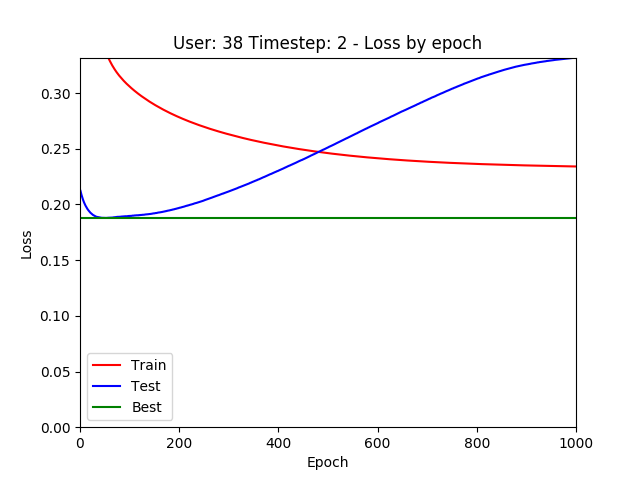 User: 38 Timestep: 2 - Loss by epoch
Loss
0.30
0.25
0.20
0.15
0.10
0.05
0.00
Train
Test
Best
0 200 400 600 800 1000
Epoch